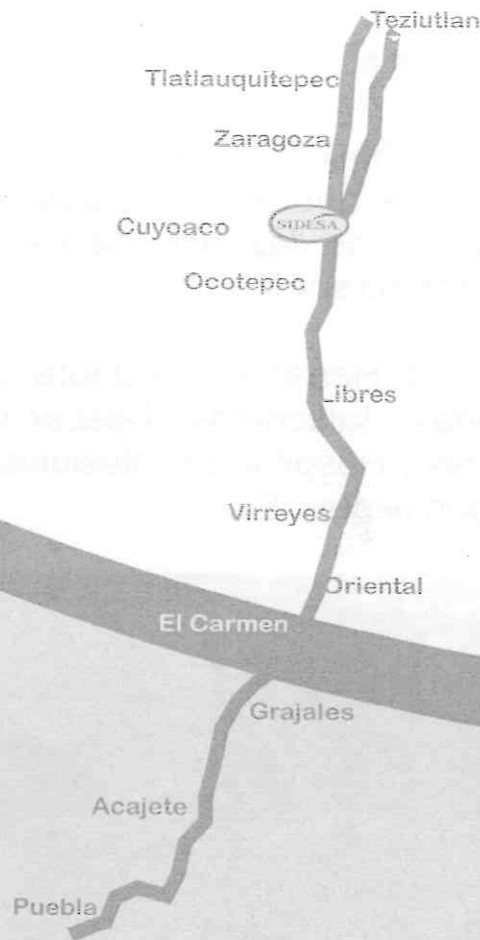 Teziutlan
Tlatlauquitepec
Zaragoza
SIDESA
Cuyoaco
Ocotepec
Libres
Virreyes
Oriental
El Carmen
Grajales
Acajete
Puebla